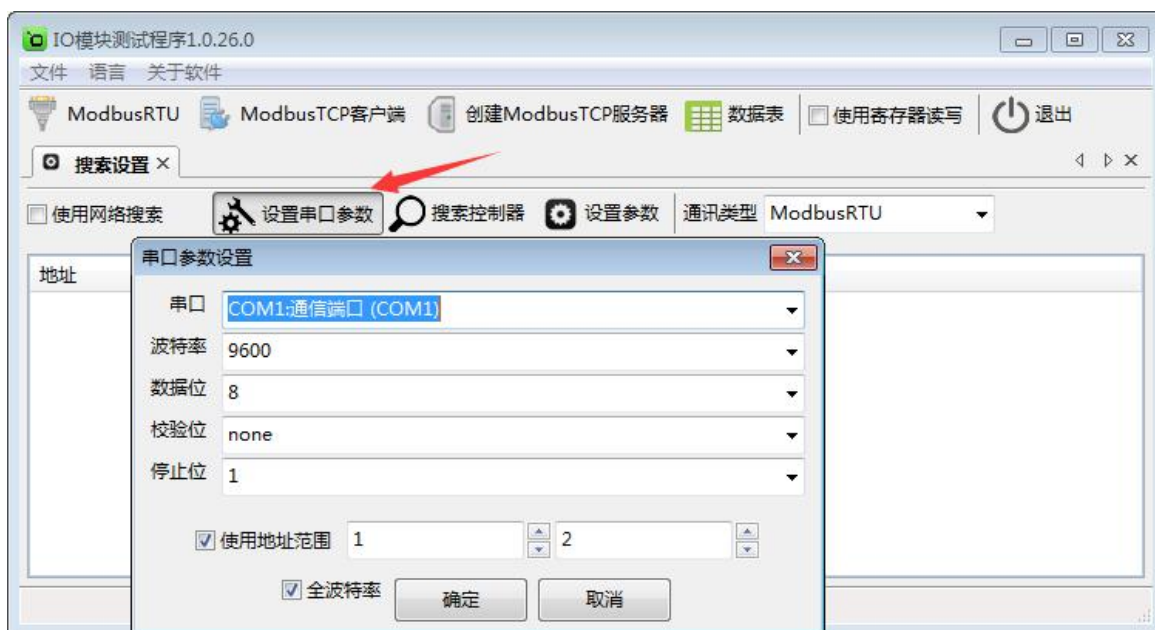 IO模块测试程序1.0.26.0
文件 语言 关于软件
ModbusRTU ModbusTCP客户端 创建ModbusTCP服务器 数据表 使用寄存器读写 退出
搜索设置
使用网络搜索 设置串口参数 搜索控制器 设置参数 通讯类型 ModbusRTU
串口参数设置
地址
串口 COM1:通信端口 (COM1)
波特率 9600
数据位 8
校验位 none
停止位 1
使用地址范围 1 2
全波特率 确定 取消